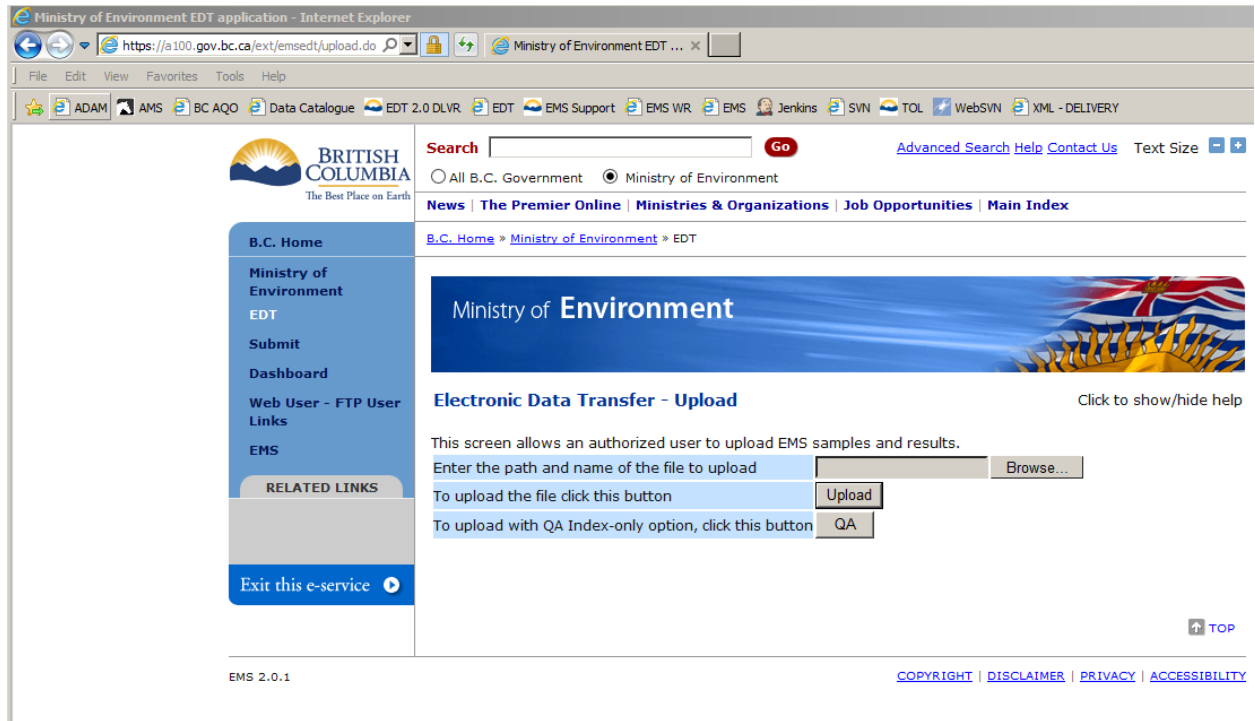 Ministry of Environment EDT application - Internet Explorer
https://a100.gov.bc.ca/ext/emsedt/upload.do
Ministry of Environment EDT ...
File Edit View Favorites Tools Help
ADAM AMS BC AQO Data Catalogue EDT 2.0 DLVR EDT EMS Support EMS WR EMS Jenkins SVN TOL WebSVN XML - DELIVERY
BRITISH
COLUMBIA
The Best Place on Earth
Search Go Advanced Search Help Contact Us Text Size - +
All B.C. Government Ministry of Environment
News | The Premier Online | Ministries & Organizations | Job Opportunities | Main Index
B.C. Home » Ministry of Environment » EDT
B.C. Home
Ministry of
Environment
EDT
Submit
Dashboard
Web User - FTP User
Links
EMS
RELATED LINKS
Exit this e-service
Ministry of Environment
Electronic Data Transfer - Upload Click to show/hide help
This screen allows an authorized user to upload EMS samples and results.
Enter the path and name of the file to upload Browse...
To upload the file click this button Upload
To upload with QA Index-only option, click this button QA
TOP
EMS 2.0.1 COPYRIGHT | DISCLAIMER | PRIVACY | ACCESSIBILITY